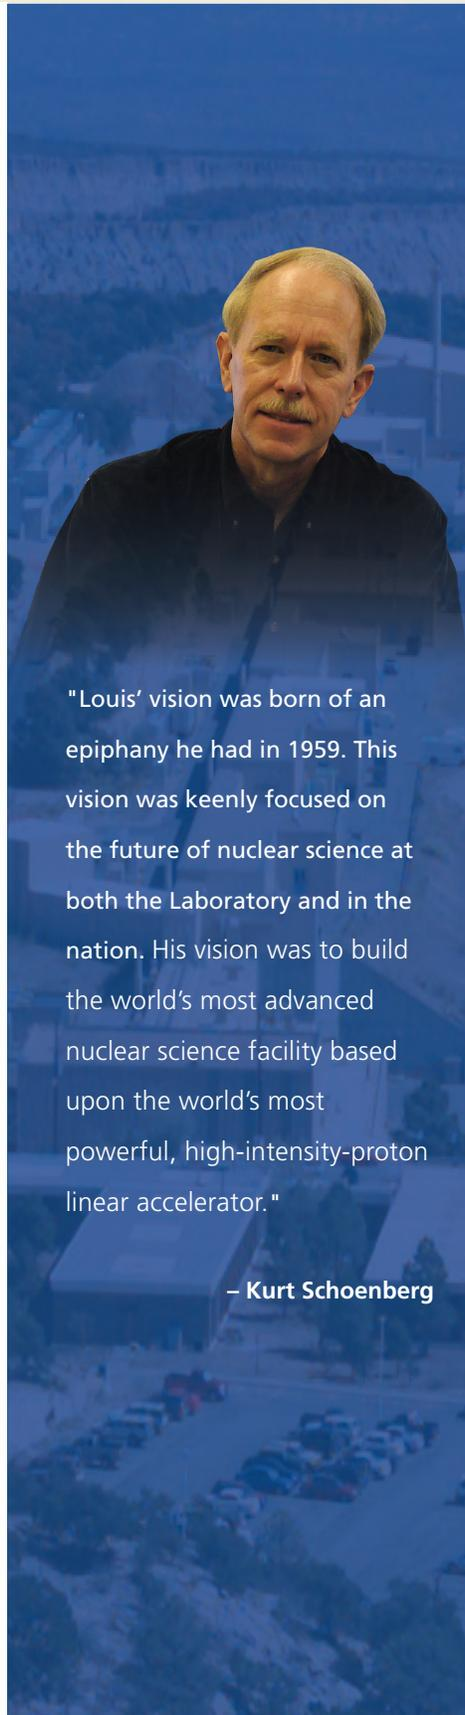 "Louis’ vision was born of an
epiphany he had in 1959. This
vision was keenly focused on
the future of nuclear science at
both the Laboratory and in the
nation. His vision was to build
the world’s most advanced
nuclear science facility based
upon the world’s most
powerful, high-intensity-proton
linear accelerator."
– Kurt Schoenberg